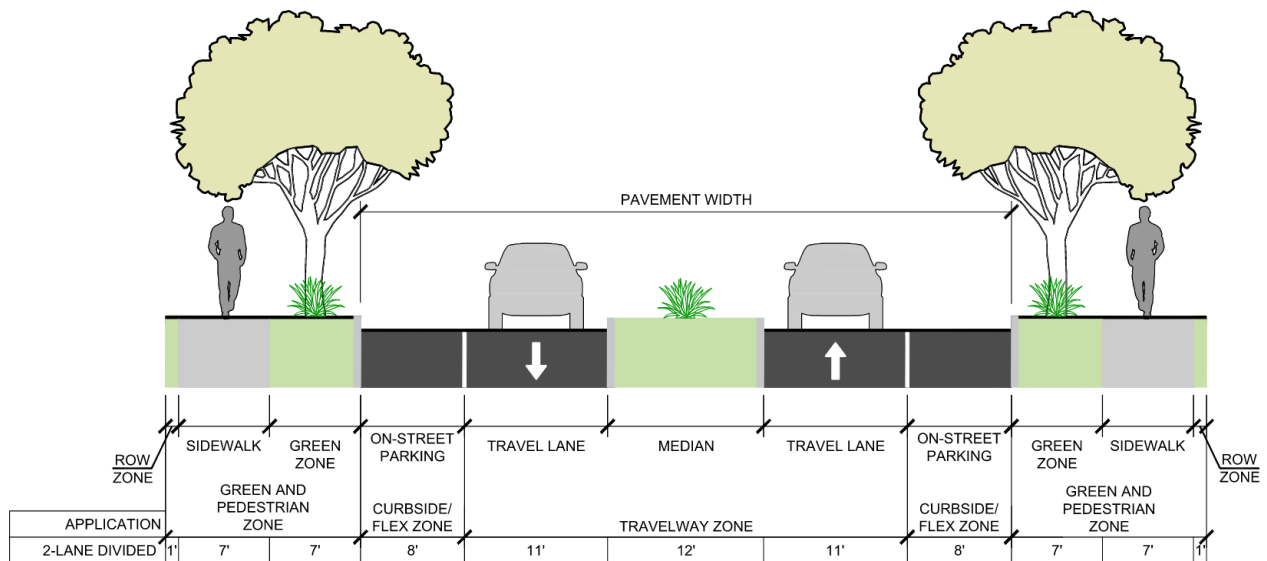 PAVEMENT WIDTH
ROW
ZONE
SIDEWALK
GREEN
ZONE
ON-STREET
PARKING
TRAVEL LANE
MEDIAN
TRAVEL LANE
ON-STREET
PARKING
GREEN
ZONE
SIDEWALK
ROW
ZONE
GREEN AND
PEDESTRIAN
ZONE
CURBSIDE/
FLEX ZONE
TRAVELWAY ZONE
CURBSIDE/
FLEX ZONE
GREEN AND
PEDESTRIAN
ZONE
APPLICATION
2-LANE DIVIDED 1' 7' 7' 8' 11' 12' 11' 8' 7' 7' 1'